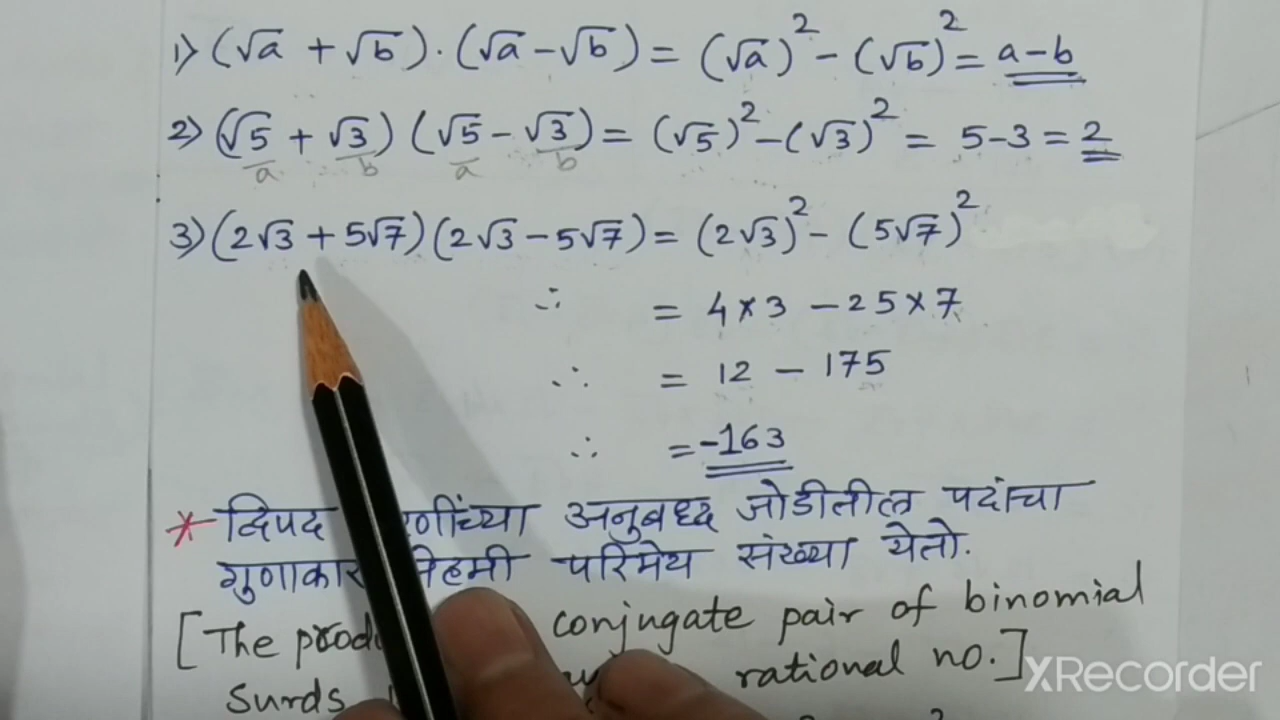 1) (√a + √b) · (√a − √b) = (√a)² − (√b)² = a − b
2) (√5 + √3) (√5 − √3) = (√5)² − (√3)² = 5 − 3 = 2
a b a b
3) (2√3 + 5√7) (2√3 − 5√7) = (2√3)² − (5√7)²
∴ = 4 × 3 − 25 × 7
∴ = 12 − 175
∴ = −163
* द्विपद अनुबध्द जोडीतील पदांचा
गुणाकार परिमेय संख्या येतो.
[The conjugate pair of binomial
Surds rational no.]
XRecorder